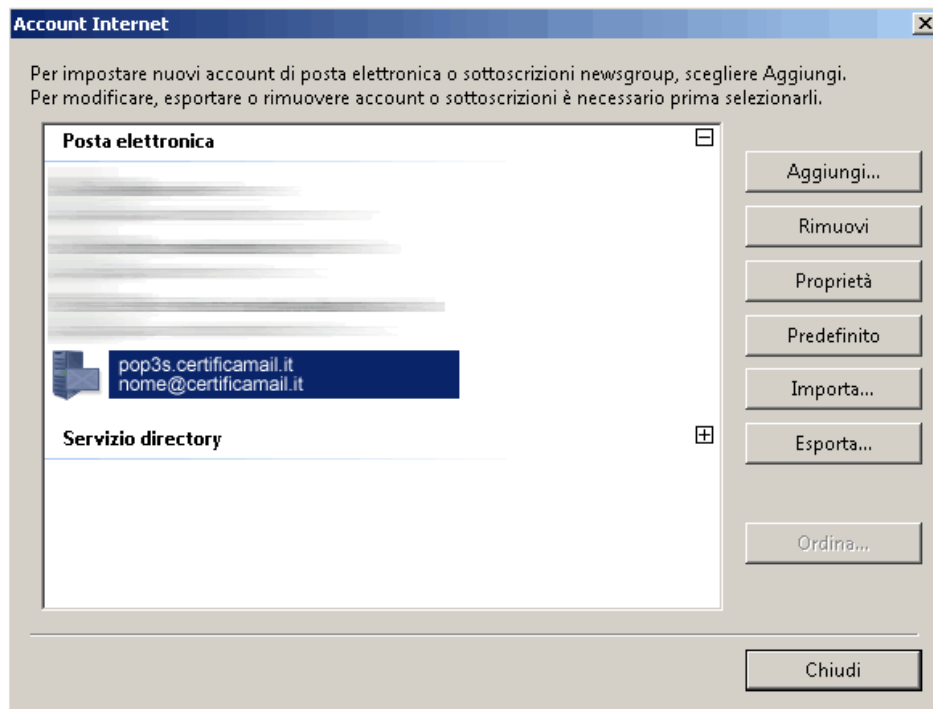 Account Internet
Per impostare nuovi account di posta elettronica o sottoscrizioni newsgroup, scegliere Aggiungi.
Per modificare, esportare o rimuovere account o sottoscrizioni è necessario prima selezionarli.
Posta elettronica
Aggiungi...
Rimuovi
Proprietà
Predefinito
pop3s.certificamail.it
nome@certificamail.it
Importa...
Servizio directory
Esporta...
Ordina...
Chiudi